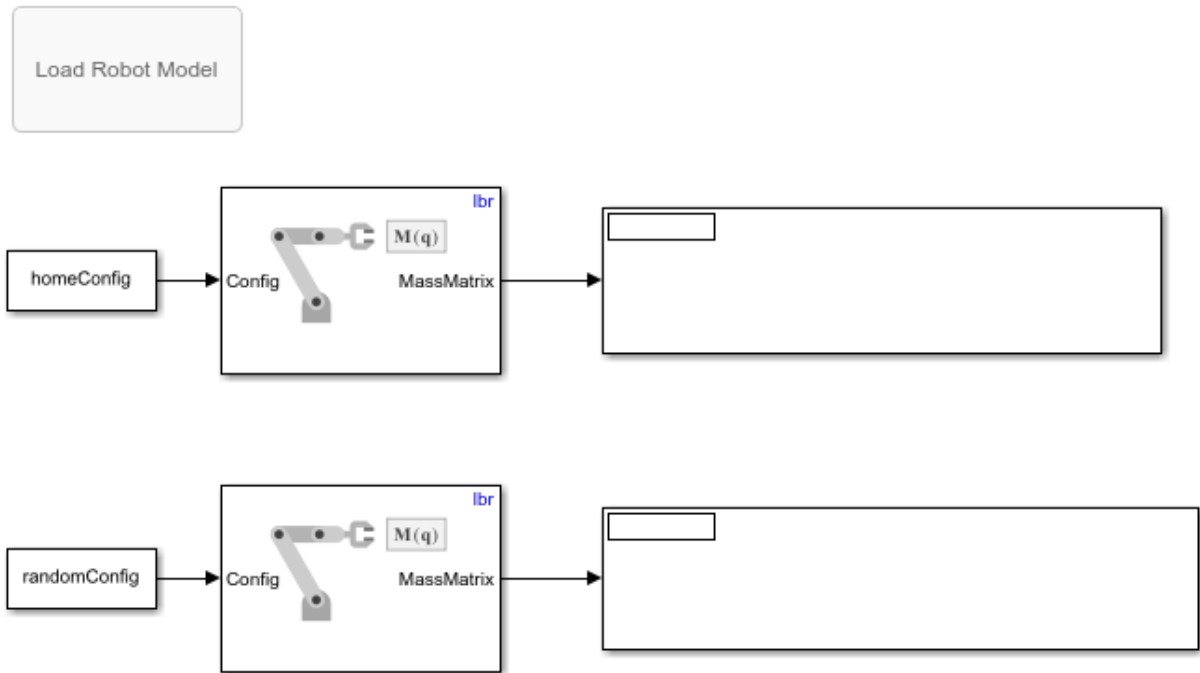 Load Robot Model
lbr
M(q)
homeConfig
Config
MassMatrix
lbr
M(q)
randomConfig
Config
MassMatrix